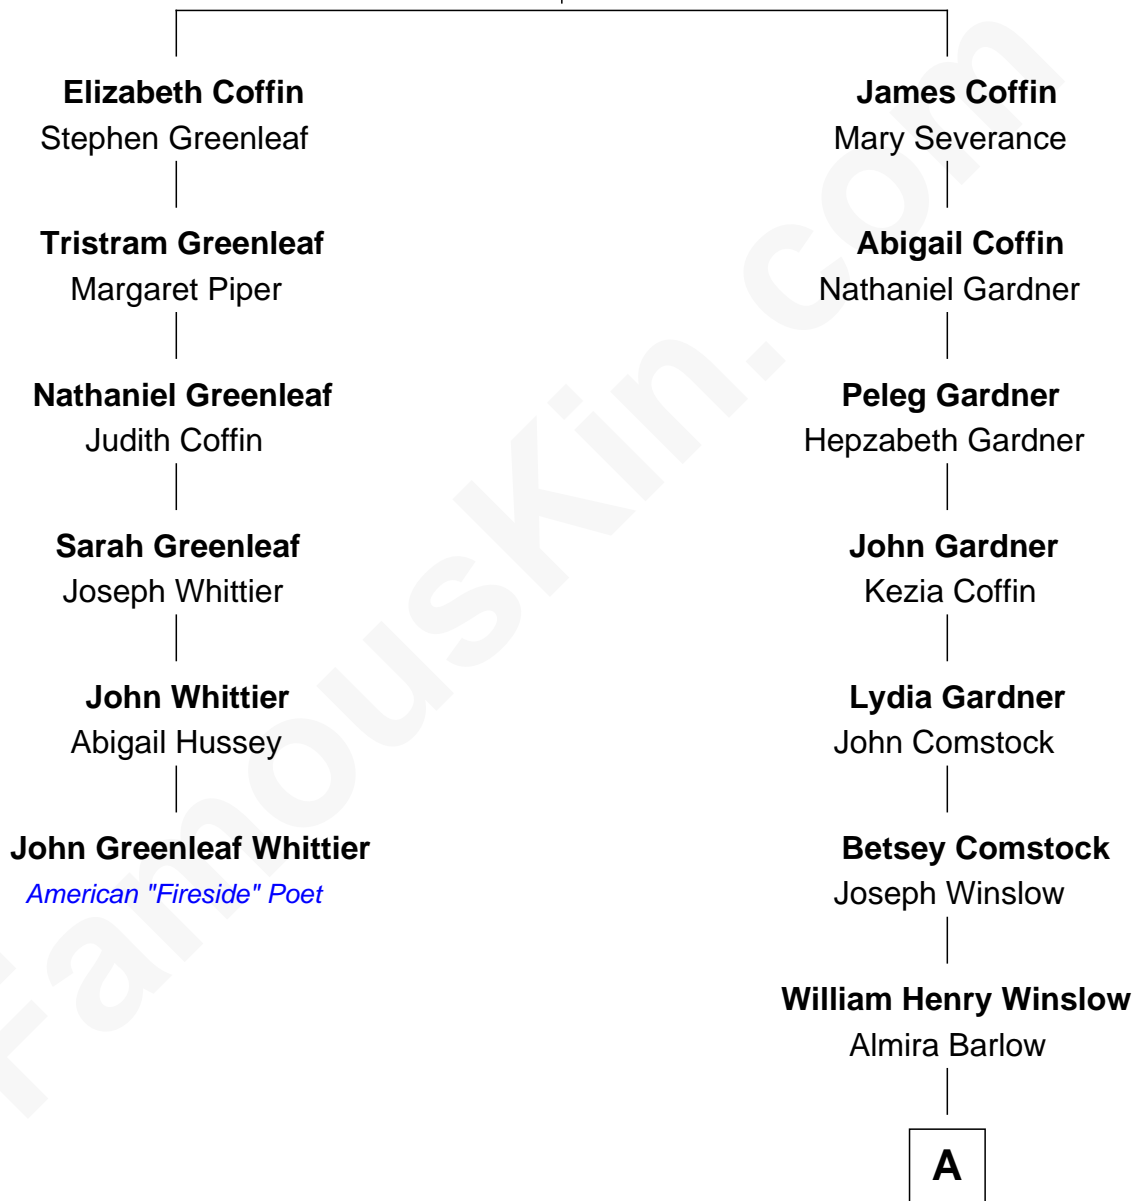 Elizabeth Coffin
Stephen Greenleaf
Tristram Greenleaf
Margaret Piper
Nathaniel Greenleaf
Judith Coffin
Sarah Greenleaf
Joseph Whittier
John Whittier
Abigail Hussey
John Greenleaf Whittier
American "Fireside" Poet
James Coffin
Mary Severance
Abigail Coffin
Nathaniel Gardner
Peleg Gardner
Hepzabeth Gardner
John Gardner
Kezia Coffin
Lydia Gardner
John Comstock
Betsey Comstock
Joseph Winslow
William Henry Winslow
Almira Barlow
A
FamousKin.com